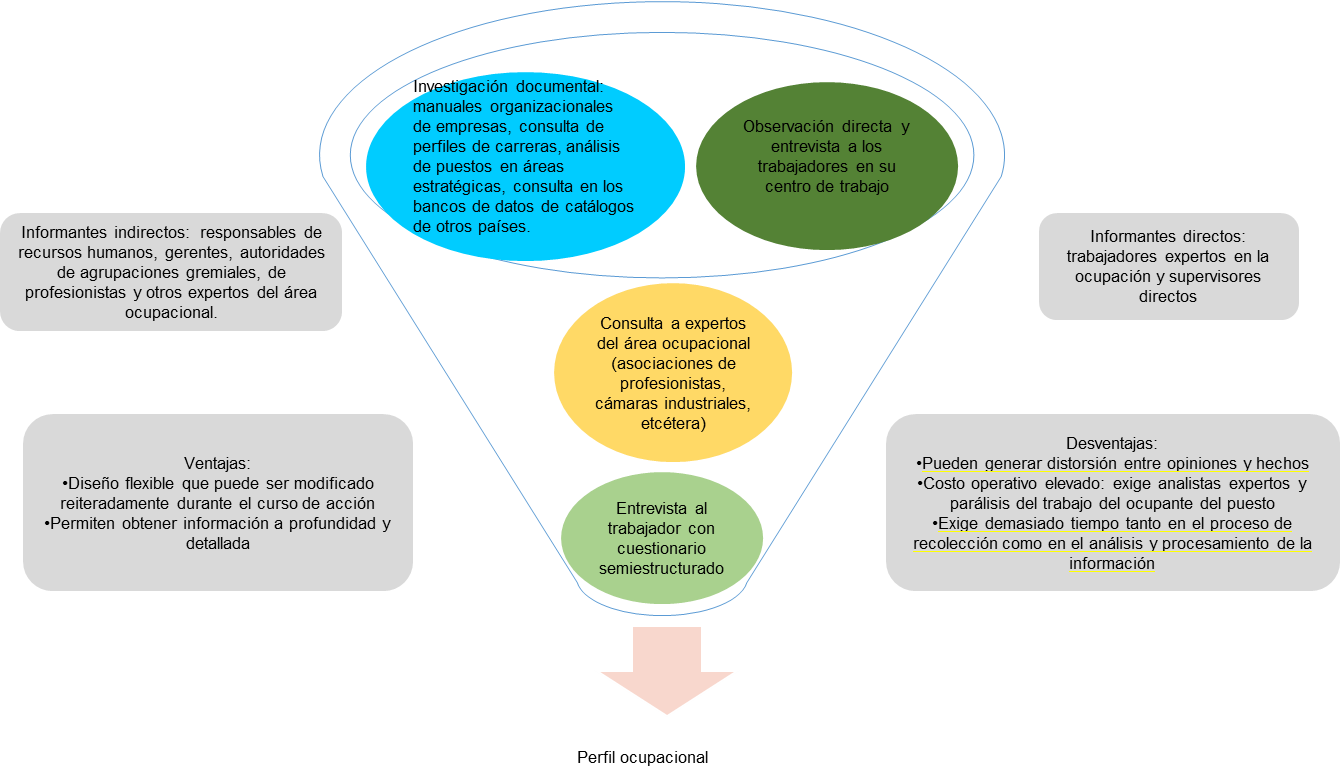 Investigación documental:
manuales organizacionales
de empresas, consulta de
perfiles de carreras, análisis
de puestos en áreas
estratégicas, consulta en los
bancos de datos de catálogos
de otros países.
Observación directa y
entrevista a los
trabajadores en su
centro de trabajo
Informantes indirectos: responsables de
recursos humanos, gerentes, autoridades
de agrupaciones gremiales, de
profesionistas y otros expertos del área
ocupacional.
Informantes directos:
trabajadores expertos en la
ocupación y supervisores
directos
Consulta a expertos
del área ocupacional
(asociaciones de
profesionistas,
cámaras industriales,
etcétera)
Ventajas:
•Diseño flexible que puede ser modificado
reiteradamente durante el curso de acción
•Permiten obtener información a profundidad y
detallada
Desventajas:
•Pueden generar distorsión entre opiniones y hechos
•Costo operativo elevado: exige analistas expertos y
parálisis del trabajo del ocupante del puesto
•Exige demasiado tiempo tanto en el proceso de
recolección como en el análisis y procesamiento de la
información
Entrevista al
trabajador con
cuestionario
semiestructurado
Perfil ocupacional